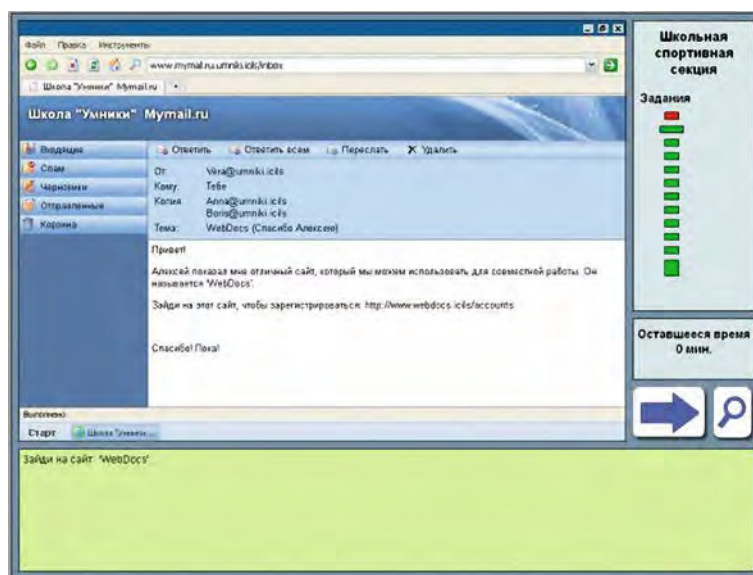 Файл Правка Инструменты
www.mymail.ru.umniki.icils/inbox
Школа "Умники" Mymail.ru
Школа "Умники" Mymail.ru
Входящие
Спам
Черновики
Отправленные
Корзина
Ответить Ответить всем Переслать Удалить
От Vera@umniki.icils
Кому Тебе
Копия Anna@umniki.icils
Boris@umniki.icils
Тема: WebDocs (Спасибо Алексею)
Привет!
Алексей показал мне отличный сайт, который мы можем использовать для совместной работы. Он
называется 'WebDocs'.
Зайди на этот сайт, чтобы зарегистрироваться: http://www.webdocs.icils/accounts
Спасибо! Пока!
Выполнено
Старт Школа "Умники ...
Школьная
спортивная
секция
Задания
Оставшееся время
0 мин.
Зайди на сайт 'WebDocs'.